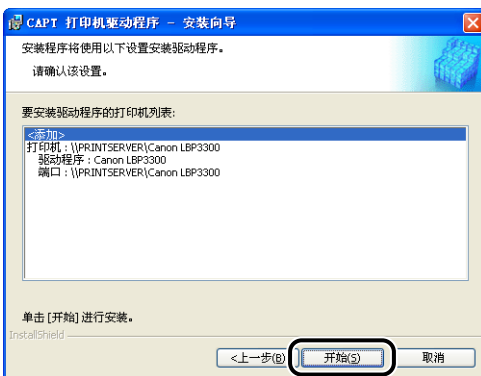 CAPT 打印机驱动程序 - 安装向导
安装程序将使用以下设置安装驱动程序。
请确认该设置。
要安装驱动程序的打印机列表:
<添加>
打印机 : \\PRINTSERVER\Canon LBP3300
驱动程序 : Canon LBP3300
端口 : \\PRINTSERVER\Canon LBP3300
单击 [开始] 进行安装。
InstallShield
<上一步(B) 开始(S) 取消